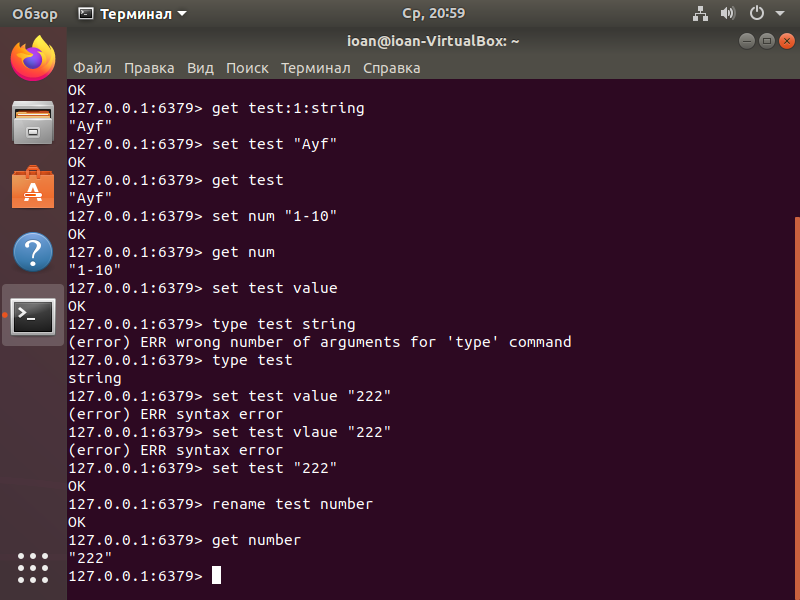 Обзор Терминал Ср, 20:59
ioan@ioan-VirtualBox: ~
Файл Правка Вид Поиск Терминал Справка
OK
127.0.0.1:6379> get test:1:string
"Ayf"
127.0.0.1:6379> set test "Ayf"
OK
127.0.0.1:6379> get test
"Ayf"
127.0.0.1:6379> set num "1-10"
OK
127.0.0.1:6379> get num
"1-10"
127.0.0.1:6379> set test value
OK
127.0.0.1:6379> type test string
(error) ERR wrong number of arguments for 'type' command
127.0.0.1:6379> type test
string
127.0.0.1:6379> set test value "222"
(error) ERR syntax error
127.0.0.1:6379> set test vlaue "222"
(error) ERR syntax error
127.0.0.1:6379> set test "222"
OK
127.0.0.1:6379> rename test number
OK
127.0.0.1:6379> get number
"222"
127.0.0.1:6379>